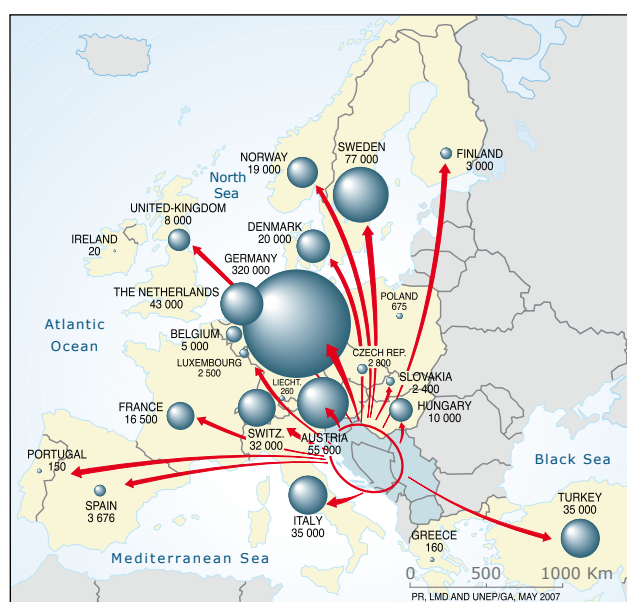 SWEDEN
77 000
NORWAY
19 000
FINLAND
3 000
North
Sea
UNITED-KINGDOM
8 000
DENMARK
20 000
IRELAND
20
GERMANY
320 000
THE NETHERLANDS
43 000
POLAND
675
Atlantic
Ocean
BELGIUM
5 000
LUXEMBOURG
2 500
CZECH REP.
2 800
SLOVAKIA
2 400
LIECHT.
260
FRANCE
16 500
HUNGARY
10 000
SWITZ.
32 000
AUSTRIA
55 000
PORTUGAL
150
Black Sea
SPAIN
3 676
TURKEY
35 000
ITALY
35 000
GREECE
160
Mediterranean Sea
0 500 1000 Km
PR, LMD AND UNEP/GA, MAY 2007